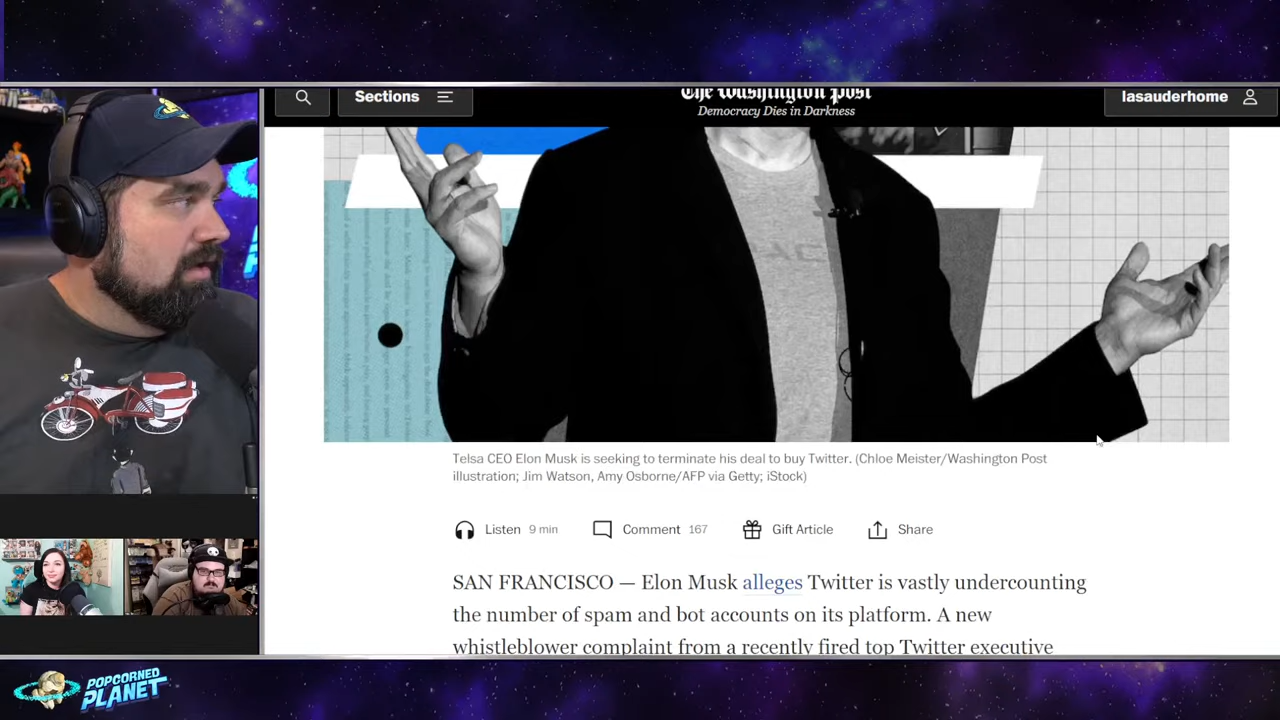 Sections
The Washington Post
Democracy Dies in Darkness
lasauderhome
Telsa CEO Elon Musk is seeking to terminate his deal to buy Twitter. (Chloe Meister/Washington Post
illustration; Jim Watson, Amy Osborne/AFP via Getty; iStock)
Listen 9 min
Comment 167
Gift Article
Share
SAN FRANCISCO — Elon Musk alleges Twitter is vastly undercounting
the number of spam and bot accounts on its platform. A new
whistleblower complaint from a recently fired top Twitter executive
POPCORNED
PLANET